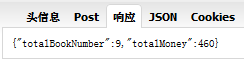 头信息 Post 响应 JSON Cookies
{"totalBookNumber":9,"totalMoney":460}